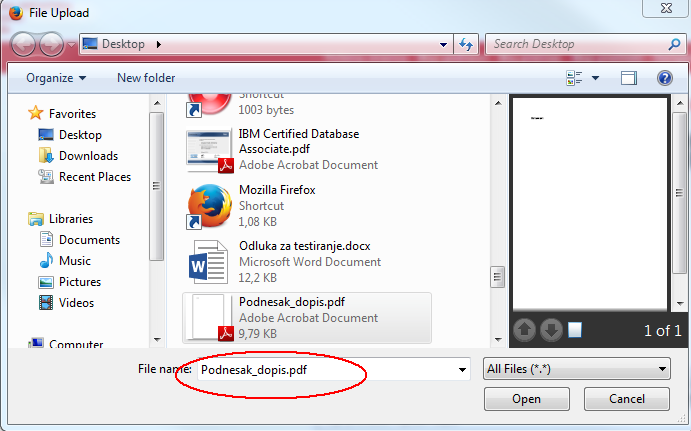 File Upload
Desktop
Search Desktop
Organize
New folder
Favorites
Desktop
Downloads
Recent Places
Libraries
Documents
Music
Pictures
Videos
Computer
Shortcut
1003 bytes
IBM Certified Database
Associate.pdf
Adobe Acrobat Document
Mozilla Firefox
Shortcut
1,08 KB
Odluka za testiranje.docx
Microsoft Word Document
12,2 KB
Podnesak_dopis.pdf
Adobe Acrobat Document
9,79 KB
1 of 1
File name: Podnesak_dopis.pdf
All Files (*.*)
Open
Cancel